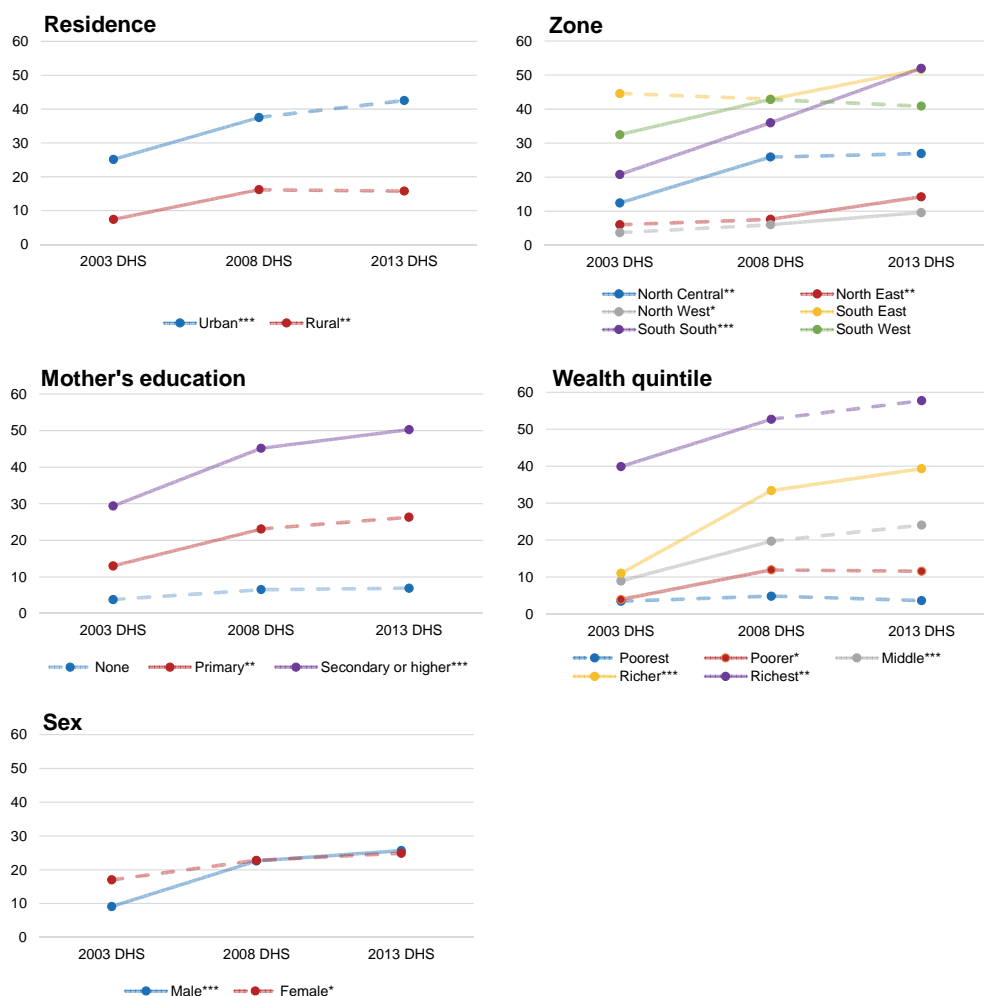 Residence
60
50
40
30
20
10
0
2003 DHS 2008 DHS 2013 DHS
Urban*** Rural**
Zone
60
50
40
30
20
10
0
2003 DHS 2008 DHS 2013 DHS
North Central** North East**
North West* South East
South South*** South West
Mother's education
60
50
40
30
20
10
0
2003 DHS 2008 DHS 2013 DHS
None Primary** Secondary or higher***
Wealth quintile
60
50
40
30
20
10
0
2003 DHS 2008 DHS 2013 DHS
Poorest Poorer* Middle***
Richer*** Richest**
Sex
60
50
40
30
20
10
0
2003 DHS 2008 DHS 2013 DHS
Male*** Female*